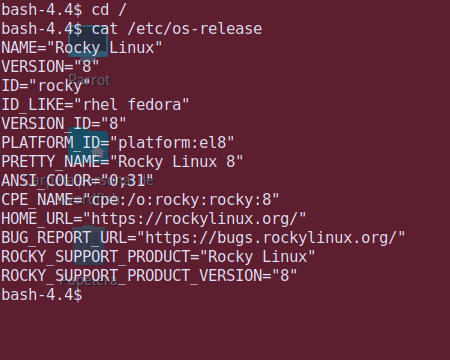 bash-4.4$ cd /
bash-4.4$ cat /etc/os-release
NAME="Rocky Linux"
VERSION="8"
Parrot
ID="rocky"
ID_LIKE="rhel fedora"
VERSION_ID="8"
PLATFORM_ID="platform:el8"
PRETTY_NAME="Rocky Linux 8"
ANSI_COLOR="0;31"
CPE_NAME="cpe:/o:rocky:rocky:8"
HOME_URL="https://rockylinux.org/"
BUG_REPORT_URL="https://bugs.rockylinux.org/"
ROCKY_SUPPORT_PRODUCT="Rocky Linux"
ROCKY_SUPPORT_PRODUCT_VERSION="8"
bash-4.4$